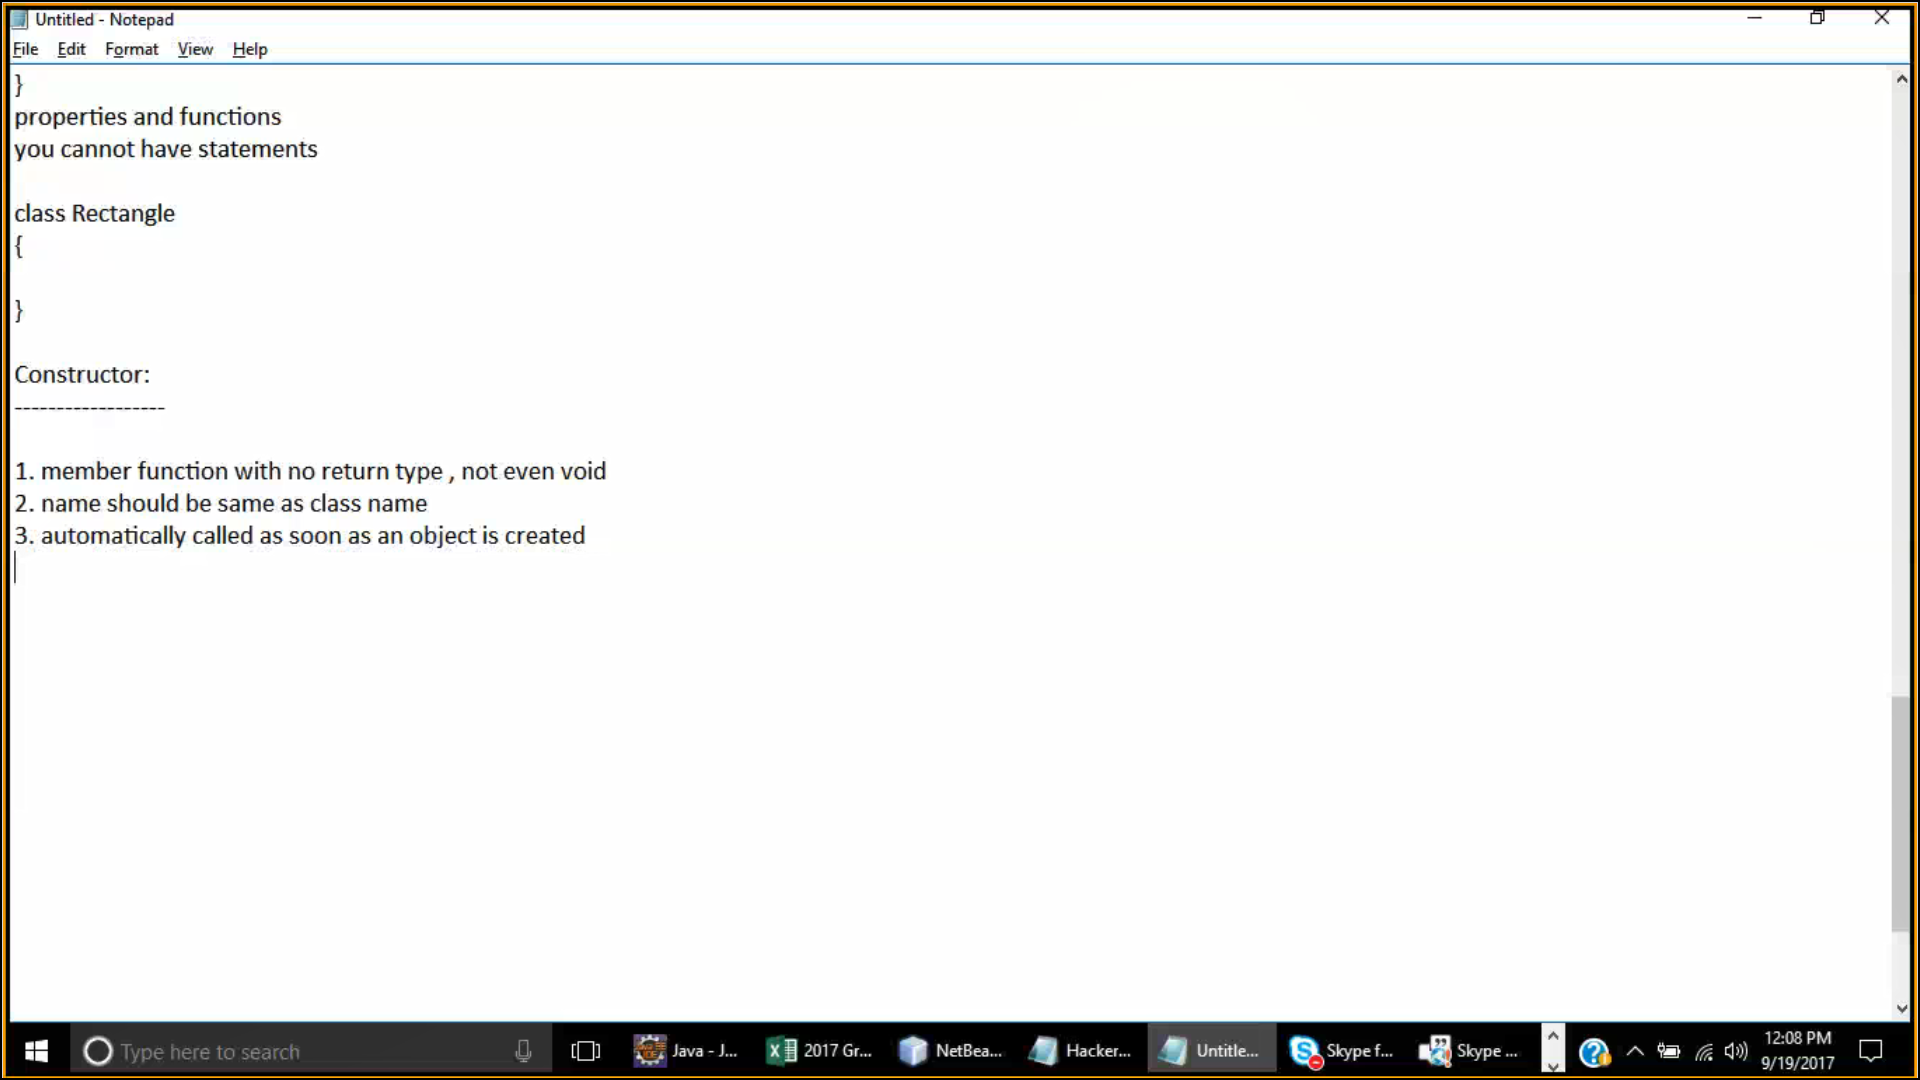 Untitled - Notepad
File Edit Format View Help
}
properties and functions
you cannot have statements
class Rectangle
{
}
Constructor:
------------------
1. member function with no return type , not even void
2. name should be same as class name
3. automatically called as soon as an object is created
Type here to search
Java - J...
2017 Gr...
NetBea...
Hacker...
Untitle...
Skype f...
Skype ...
12:08 PM
9/19/2017